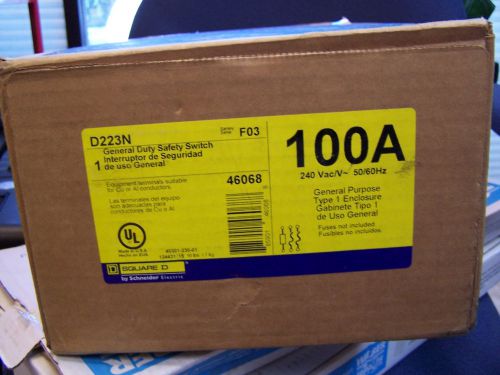 D223N
Series
Serie
F03
General Duty Safety Switch
1 Interruptor de Seguridad
de uso General
Equipment terminals suitable
for Cu or Al conductors.
46068
Las terminales del equipo
son adecuadas para
conductores de Cu o Al.
UL
Made in U.S.A.
Hecho en EUA
SQUARE D
by Schneider Electric
100A
240 Vac/V~ 50/60Hz
General Purpose
Type 1 Enclosure
Gabinete Tipo 1
de Uso General
Fuses not included
Fusibles no incluidos.